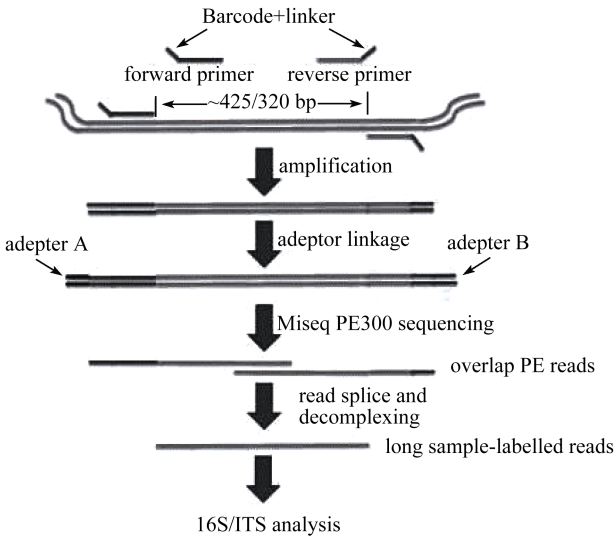 Barcode+linker
forward primer
reverse primer
~425/320 bp
amplification
adepter A
adeptor linkage
adepter B
Miseq PE300 sequencing
overlap PE reads
read splice and
decomplexing
long sample-labelled reads
16S/ITS analysis